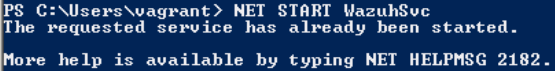 PS C:\Users\vagrant> NET START WazuhSvc
The requested service has already been started.
More help is available by typing NET HELPMSG 2182.